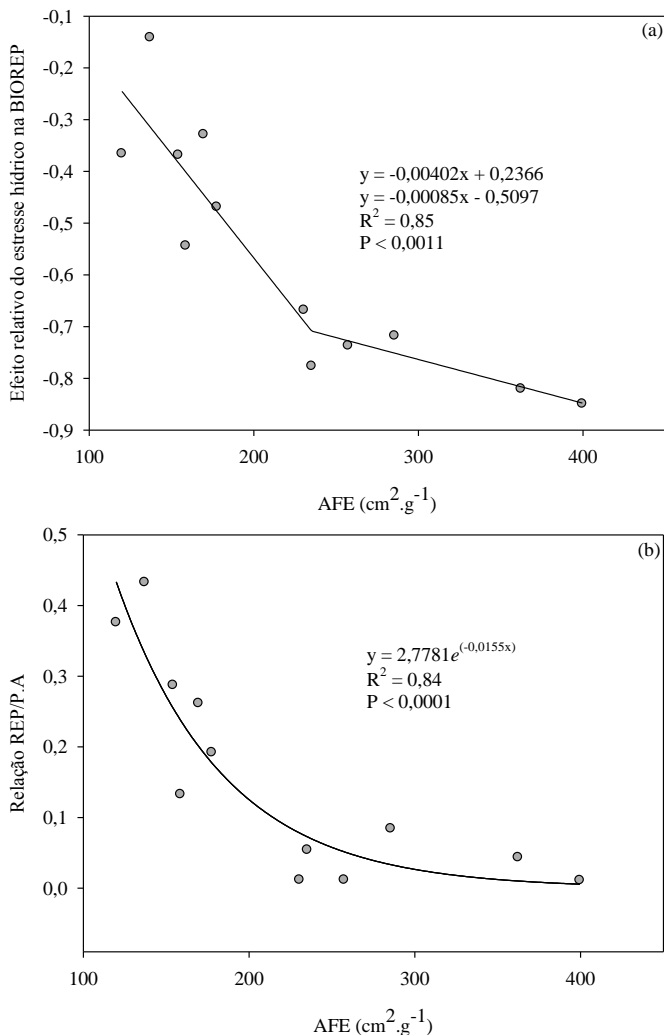 (a)
Efeito relativo do estresse hídrico na BIOREP
-0,1
-0,2
-0,3
-0,4
-0,5
-0,6
-0,7
-0,8
-0,9
y = -0,00402x + 0,2366
y = -0,00085x - 0,5097
R² = 0,85
P < 0,0011
100 200 300 400
AFE (cm².g⁻¹)
(b)
Relação REP/P.A
0,5
0,4
0,3
0,2
0,1
0,0
y = 2,7781e^(-0,0155x)
R² = 0,84
P < 0,0001
100 200 300 400
AFE (cm².g⁻¹)